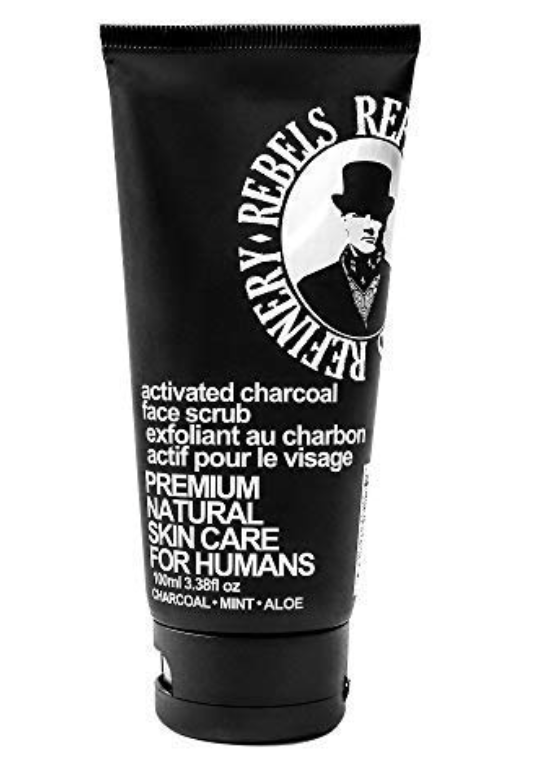 REBELS REFINERY
activated charcoal
face scrub
exfoliant au charbon
actif pour le visage
PREMIUM
NATURAL
SKIN CARE
FOR HUMANS
100ml 3.38fl oz
CHARCOAL • MINT • ALOE